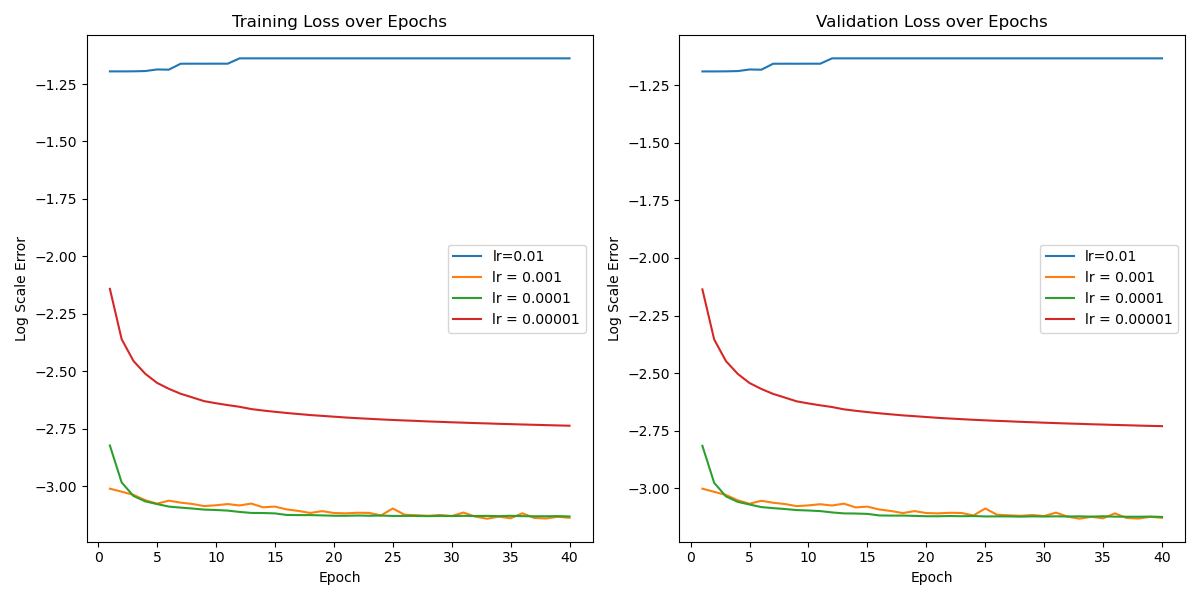 Training Loss over Epochs
Log Scale Error
−1.25
−1.50
−1.75
−2.00
−2.25
−2.50
−2.75
−3.00
lr=0.01
lr = 0.001
lr = 0.0001
lr = 0.00001
0 5 10 15 20 25 30 35 40
Epoch
Validation Loss over Epochs
Log Scale Error
−1.25
−1.50
−1.75
−2.00
−2.25
−2.50
−2.75
−3.00
lr=0.01
lr = 0.001
lr = 0.0001
lr = 0.00001
0 5 10 15 20 25 30 35 40
Epoch